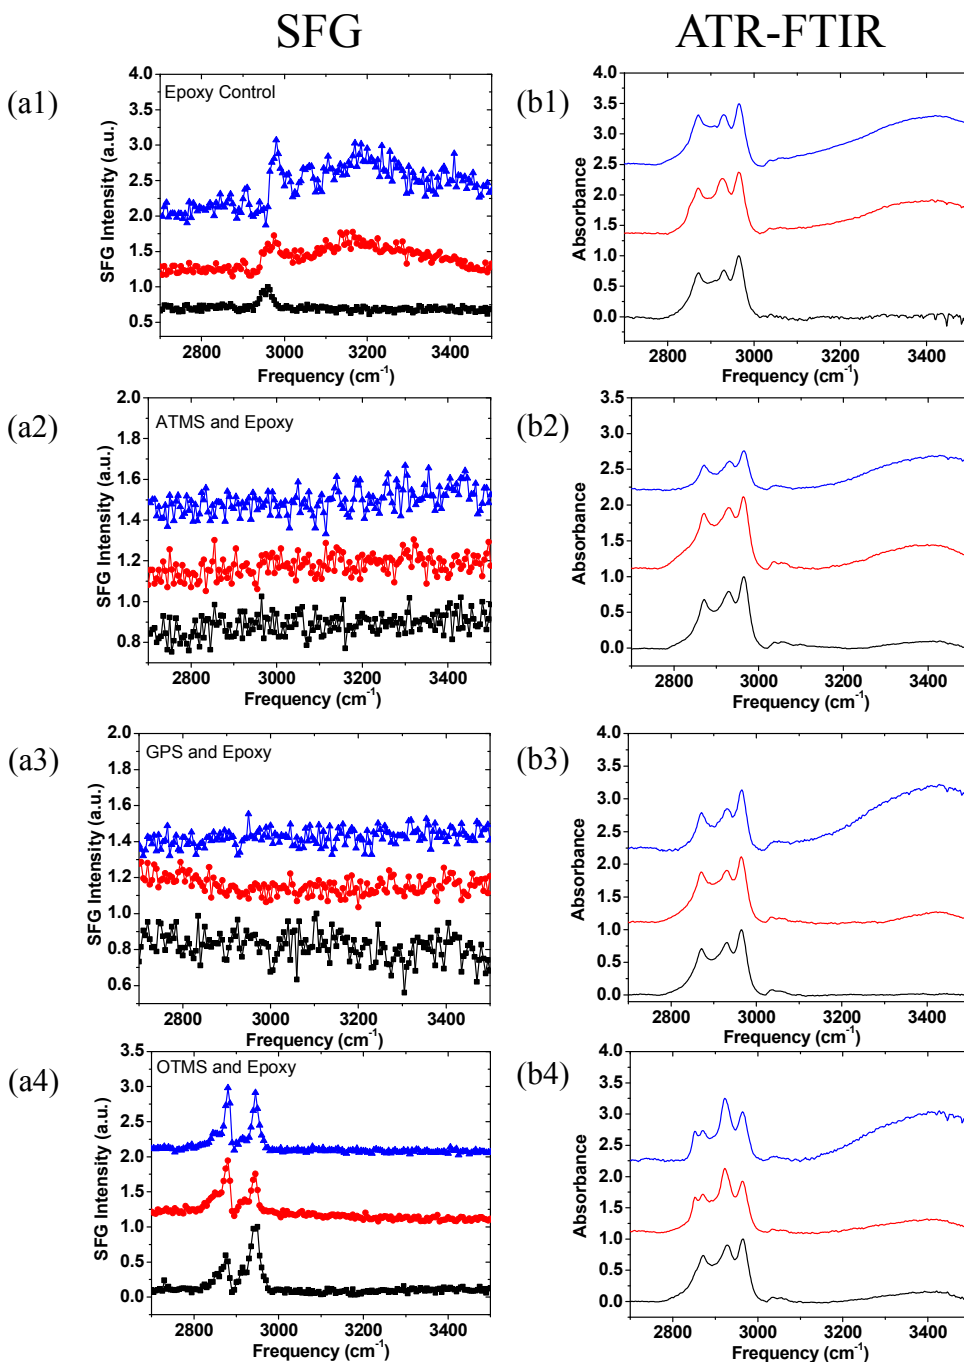 SFG
ATR-FTIR
(a1)
Epoxy Control
SFG Intensity (a.u.)
4.0
3.5
3.0
2.5
2.0
1.5
1.0
0.5
2800 3000 3200 3400
Frequency (cm-1)
(b1)
Absorbance
4.0
3.5
3.0
2.5
2.0
1.5
1.0
0.5
0.0
2800 3000 3200 3400
Frequency (cm-1)
(a2)
ATMS and Epoxy
SFG Intensity (a.u.)
2.0
1.8
1.6
1.4
1.2
1.0
0.8
2800 3000 3200 3400
Frequency (cm-1)
(b2)
Absorbance
3.5
3.0
2.5
2.0
1.5
1.0
0.5
0.0
2800 3000 3200 3400
Frequency (cm-1)
(a3)
GPS and Epoxy
SFG Intensity (a.u.)
2.0
1.8
1.6
1.4
1.2
1.0
0.8
0.6
2800 3000 3200 3400
Frequency (cm-1)
(b3)
Absorbance
4.0
3.5
3.0
2.5
2.0
1.5
1.0
0.5
0.0
2800 3000 3200 3400
Frequency (cm-1)
(a4)
OTMS and Epoxy
SFG Intensity (a.u.)
3.5
3.0
2.5
2.0
1.5
1.0
0.5
0.0
2800 3000 3200 3400
Frequency (cm-1)
(b4)
Absorbance
4.0
3.5
3.0
2.5
2.0
1.5
1.0
0.5
0.0
2800 3000 3200 3400
Frequency (cm-1)